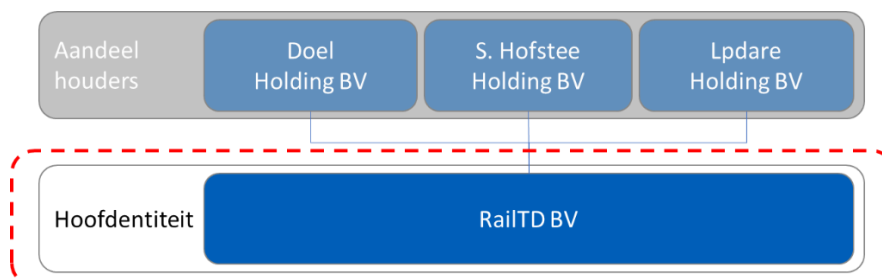 Aandeel
houders
Doel
Holding BV
S. Hofstee
Holding BV
Lpdare
Holding BV
Hoofdentiteit
RailTD BV